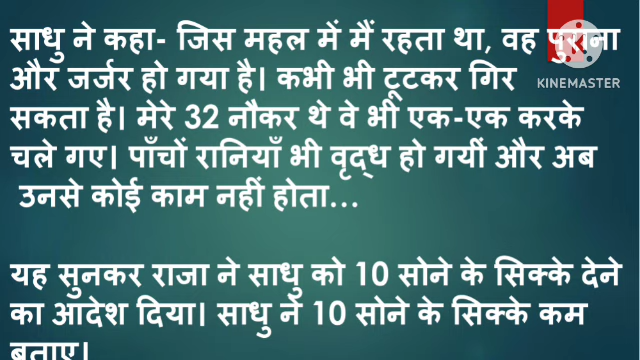 साधु ने कहा- जिस महल में मैं रहता था, वह पुराना
और जर्जर हो गया है। कभी भी टूटकर गिर
KINEMASTER
सकता है। मेरे 32 नौकर थे वे भी एक-एक करके
चले गए। पाँचों रानियाँ भी वृद्ध हो गयीं और अब
उनसे कोई काम नहीं होता...
यह सुनकर राजा ने साधु को 10 सोने के सिक्के देने
का आदेश दिया। साधु ने 10 सोने के सिक्के कम
बताए।